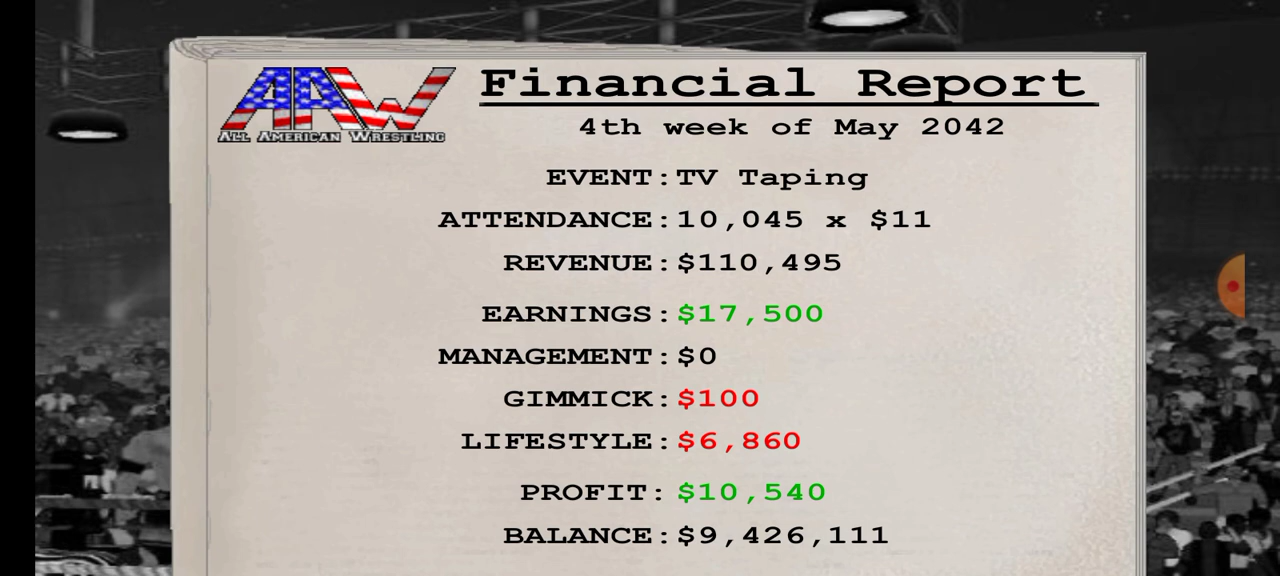 AAW
ALL AMERICAN WRESTLING
Financial Report
4th week of May 2042
EVENT: TV Taping
ATTENDANCE: 10,045 x $11
REVENUE: $110,495
EARNINGS: $17,500
MANAGEMENT: $0
GIMMICK: $100
LIFESTYLE: $6,860
PROFIT: $10,540
BALANCE: $9,426,111